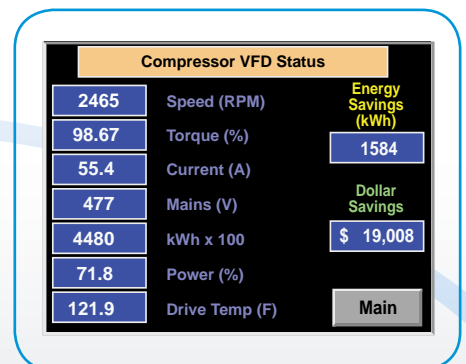 Compressor VFD Status
2465 Speed (RPM)
98.67 Torque (%)
55.4 Current (A)
477 Mains (V)
4480 kWh x 100
71.8 Power (%)
121.9 Drive Temp (F)
Energy
Savings
(kWh)
1584
Dollar
Savings
$ 19,008
Main